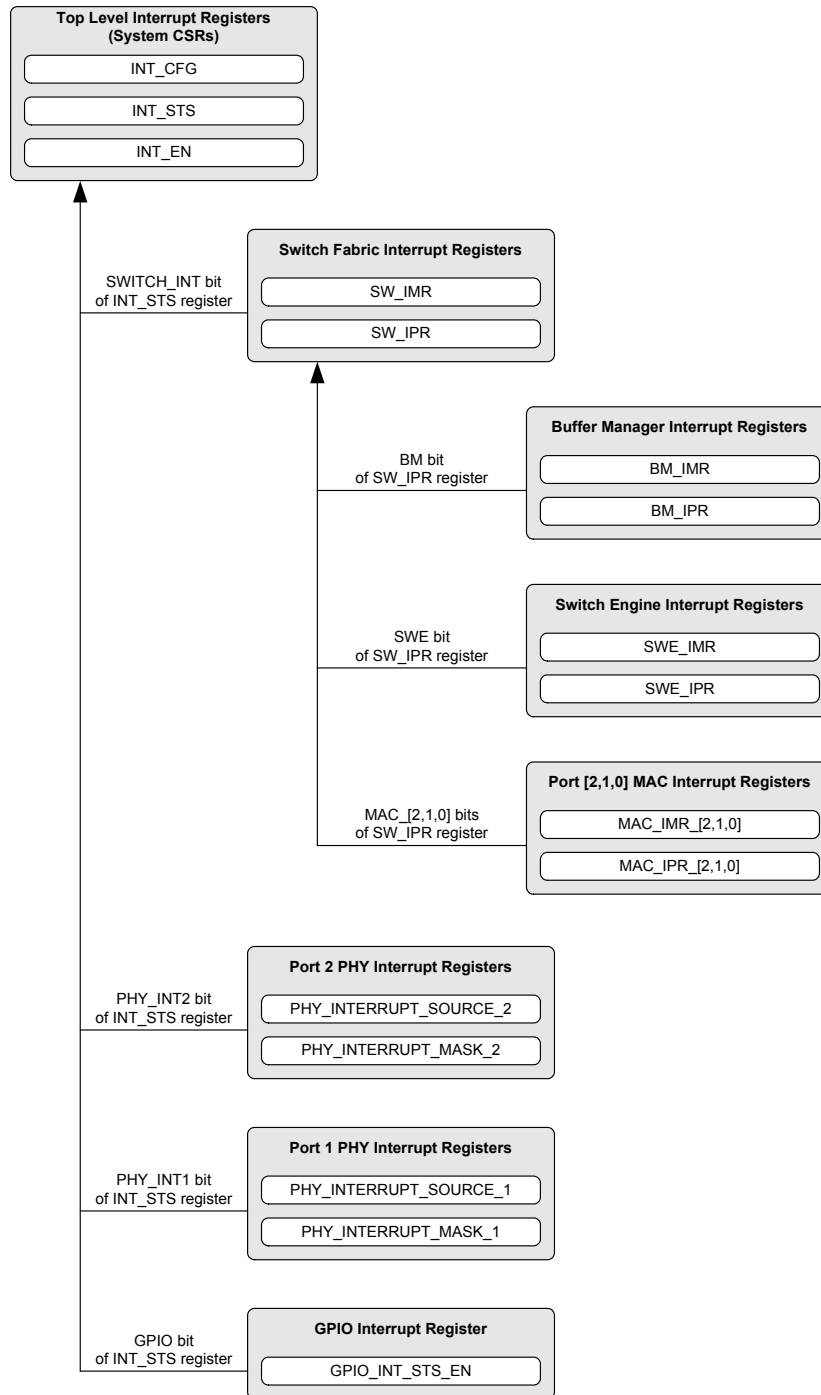 Top Level Interrupt Registers
(System CSRs)
INT_CFG
INT_STS
INT_EN
SWITCH_INT bit
of INT_STS register
Switch Fabric Interrupt Registers
SW_IMR
SW_IPR
BM bit
of SW_IPR register
Buffer Manager Interrupt Registers
BM_IMR
BM_IPR
SWE bit
of SW_IPR register
Switch Engine Interrupt Registers
SWE_IMR
SWE_IPR
MAC_[2,1,0] bits
of SW_IPR register
Port [2,1,0] MAC Interrupt Registers
MAC_IMR_[2,1,0]
MAC_IPR_[2,1,0]
PHY_INT2 bit
of INT_STS register
Port 2 PHY Interrupt Registers
PHY_INTERRUPT_SOURCE_2
PHY_INTERRUPT_MASK_2
PHY_INT1 bit
of INT_STS register
Port 1 PHY Interrupt Registers
PHY_INTERRUPT_SOURCE_1
PHY_INTERRUPT_MASK_1
GPIO bit
of INT_STS register
GPIO Interrupt Register
GPIO_INT_STS_EN